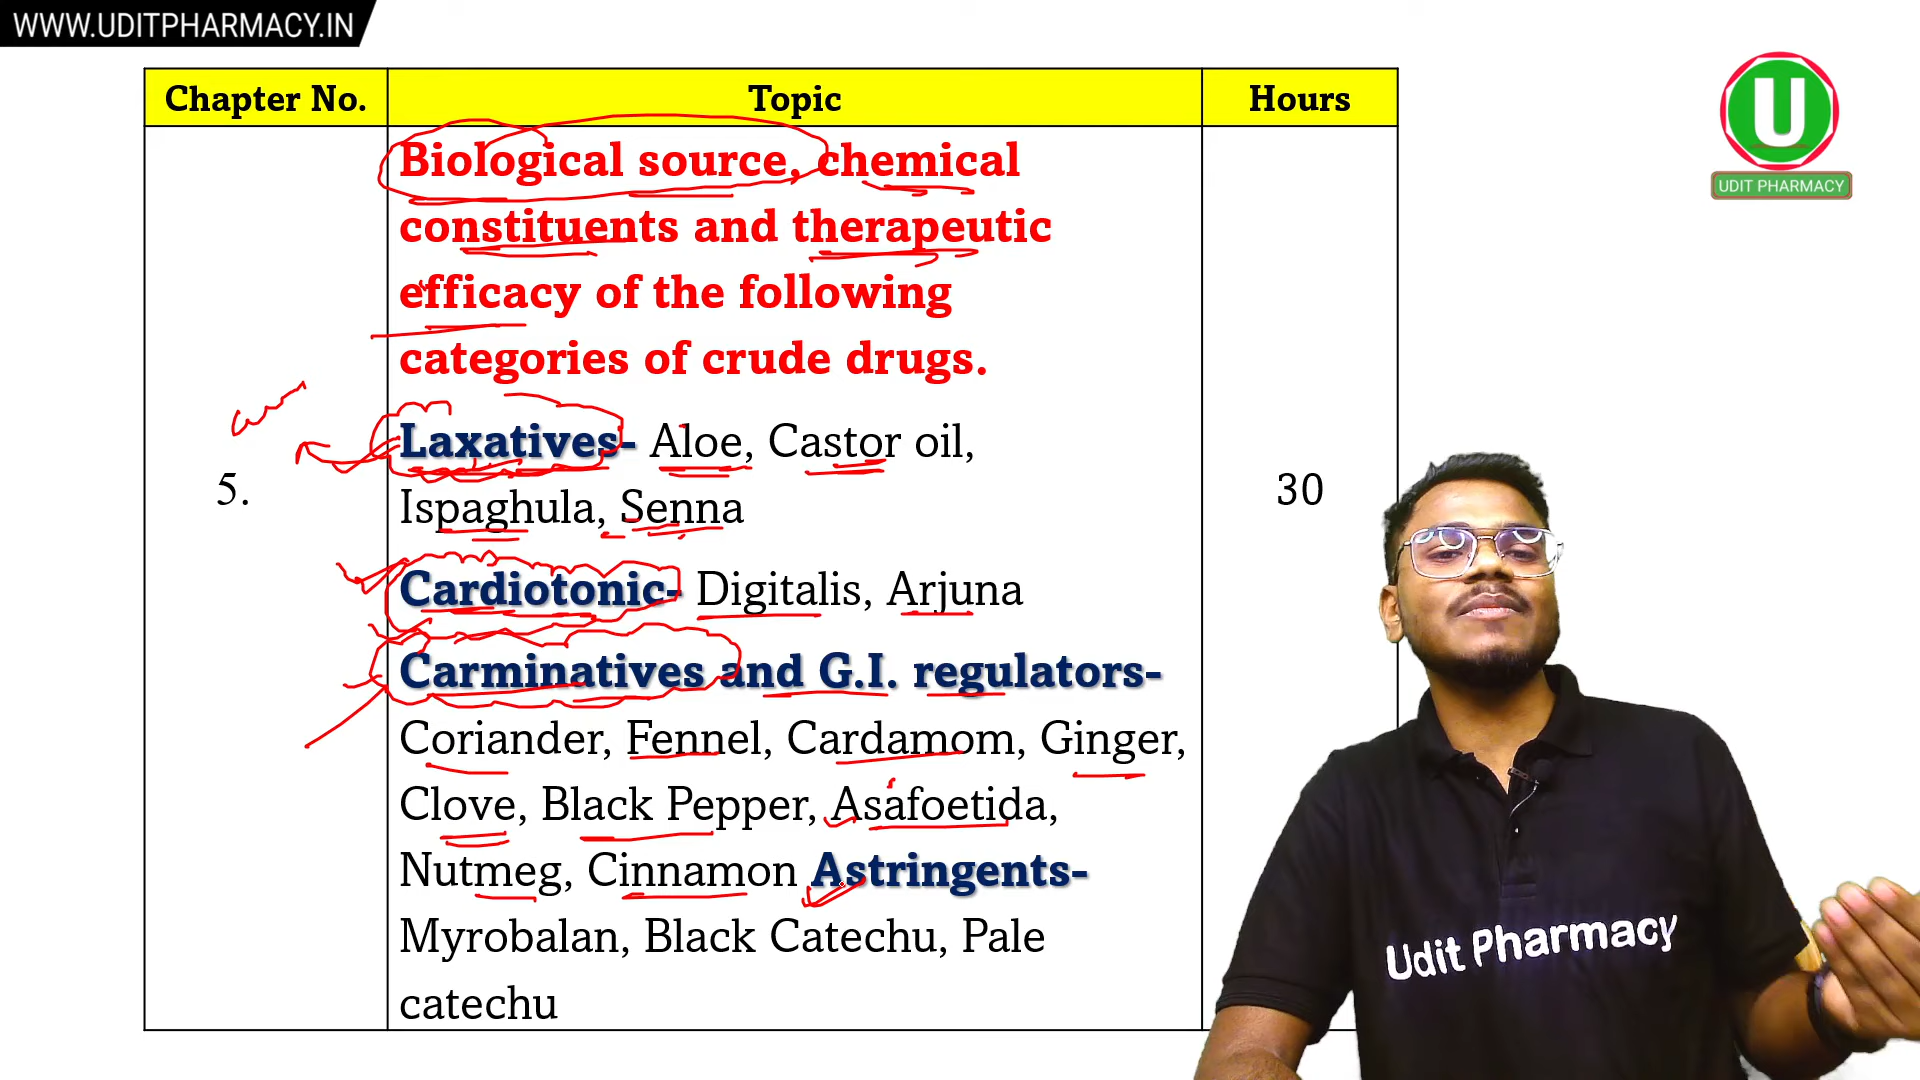 WWW.UDITPHARMACY.IN
Chapter No. Topic Hours
Biological source, chemical
constituents and therapeutic
efficacy of the following
categories of crude drugs.
Laxatives- Aloe, Castor oil,
Ispaghula, Senna
Cardiotonic- Digitalis, Arjuna
Carminatives and G.I. regulators-
Coriander, Fennel, Cardamom, Ginger,
Clove, Black Pepper, Asafoetida,
Nutmeg, Cinnamon Astringents-
Myrobalan, Black Catechu, Pale
catechu
5.
30
U
UDIT PHARMACY
Udit Pharmacy